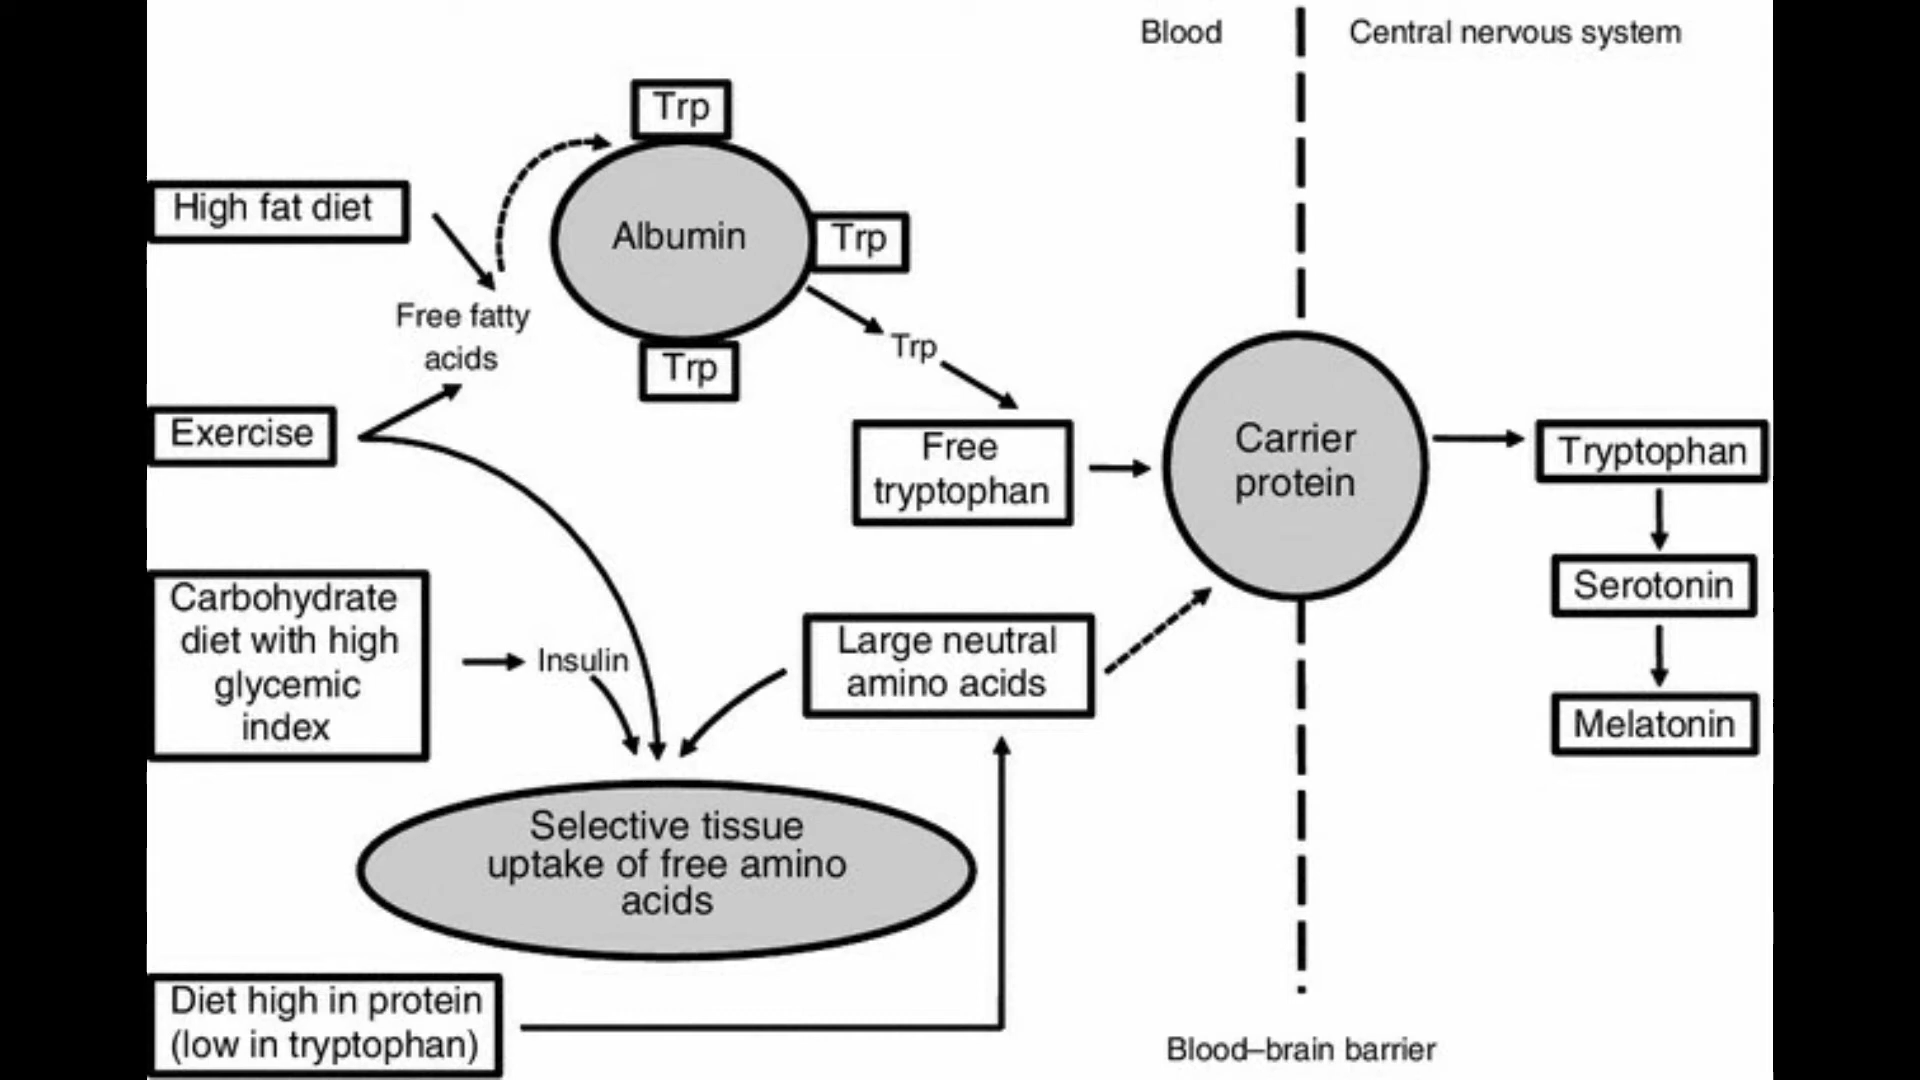 Blood
Central nervous system
Trp
High fat diet
Albumin
Trp
Free fatty
acids
Trp
Trp
Exercise
Free
tryptophan
Carrier
protein
Tryptophan
Carbohydrate
diet with high
glycemic
index
Insulin
Large neutral
amino acids
Serotonin
Melatonin
Selective tissue
uptake of free amino
acids
Diet high in protein
(low in tryptophan)
Blood–brain barrier